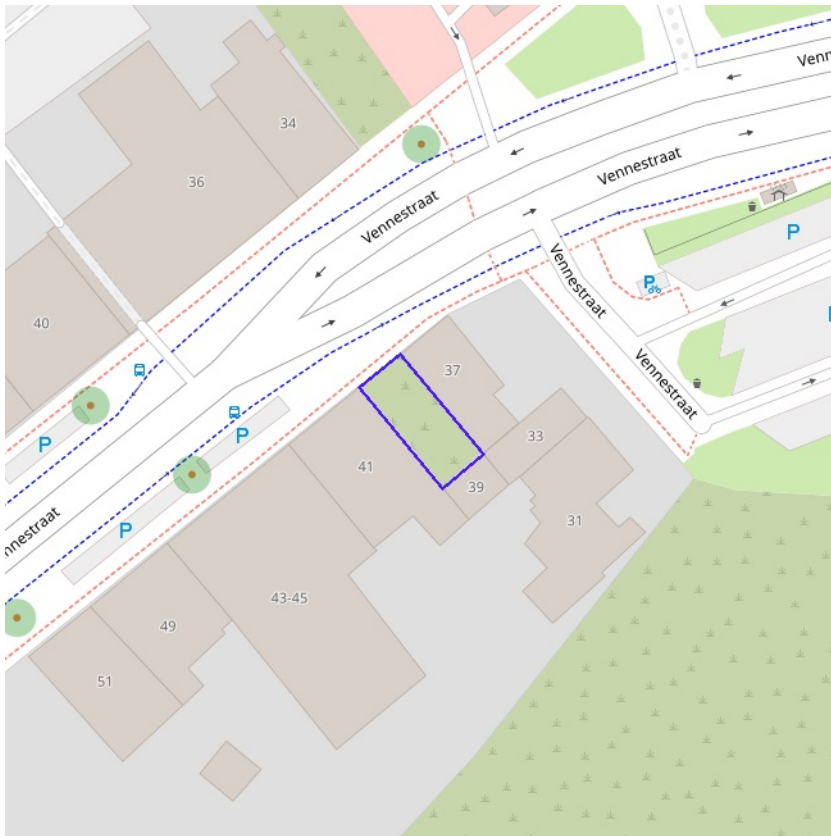 Venn
34
36
Vennestraat
Vennestraat
P
Vennestraat
P
40
P
37
Vennestraat
P
P
33
41
39
P
31
nnestraat
43-45
49
51